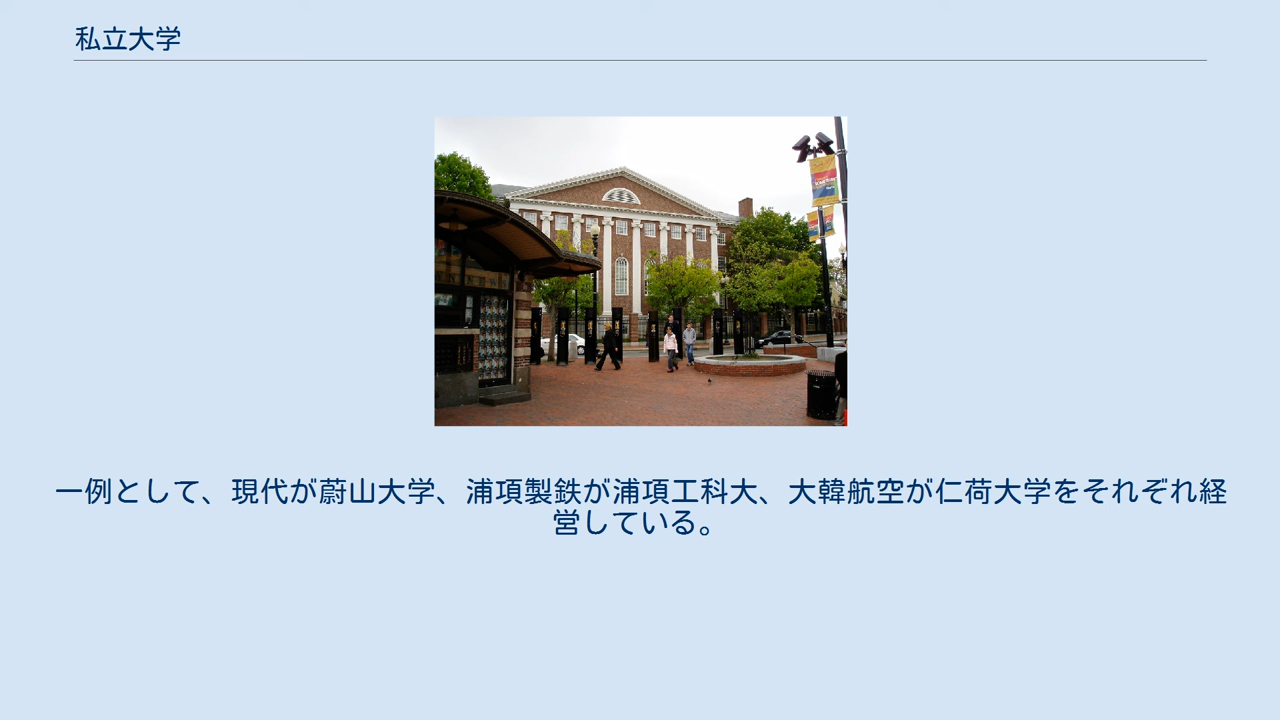 私立大学
一例として、現代が蔚山大学、浦項製鉄が浦項工科大、大韓航空が仁荷大学をそれぞれ経
営している。